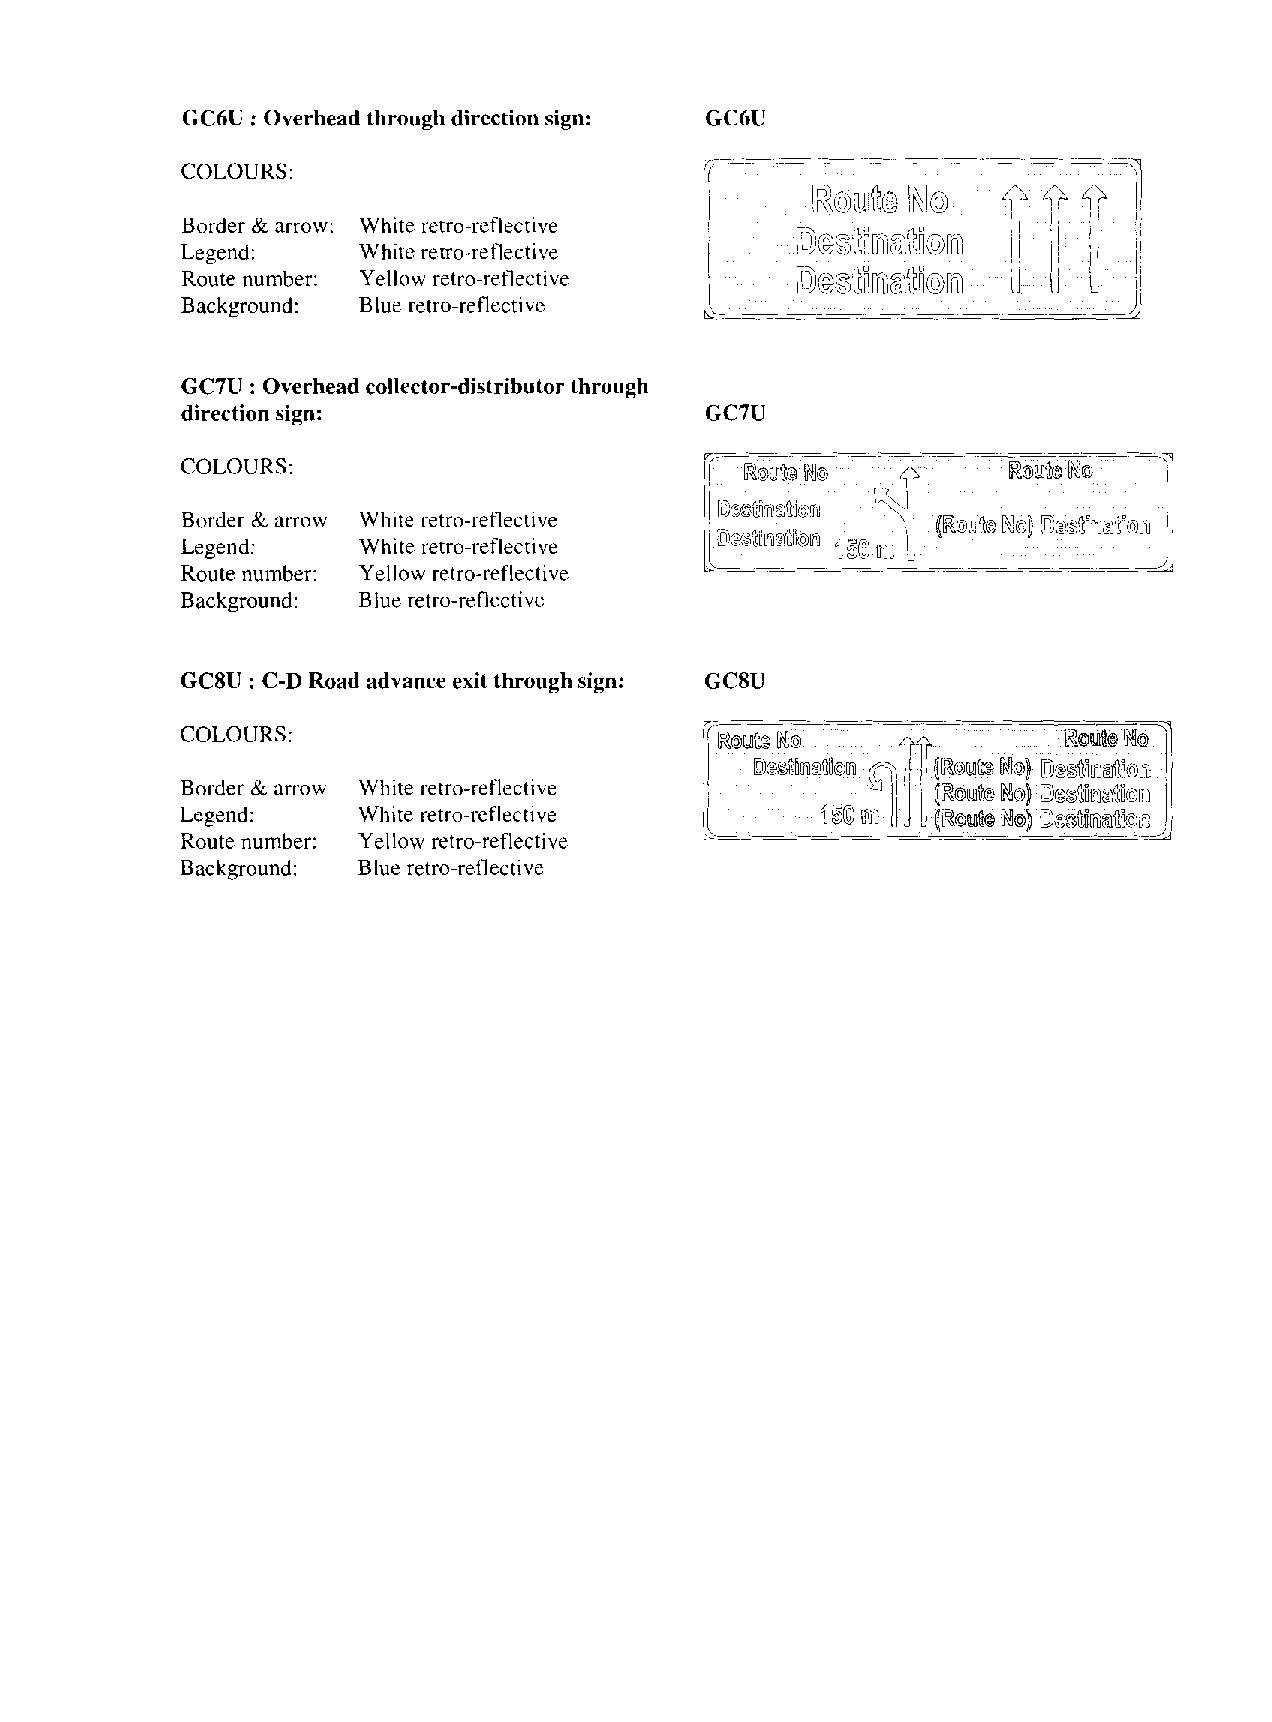 GC6U : Overhead through direction sign:
GC6U
COLOURS:
Border & arrow: White retro-reflective
Legend: White retro-reflective
Route number: Yellow retro-reflective
Background: Blue retro-reflective
Route No
Destination
Destination
GC7U : Overhead collector-distributor through
direction sign:
GC7U
COLOURS:
Border & arrow White retro-reflective
Legend: White retro-reflective
Route number: Yellow retro-reflective
Background: Blue retro-reflective
Route No
Destination
Destination
150 m
Route No
(Route No) Destination
GC8U : C-D Road advance exit through sign:
GC8U
COLOURS:
Border & arrow White retro-reflective
Legend: White retro-reflective
Route number: Yellow retro-reflective
Background: Blue retro-reflective
Route No
Destination
150 m
Route No
(Route No) Destination
(Route No) Destination
(Route No) Destination